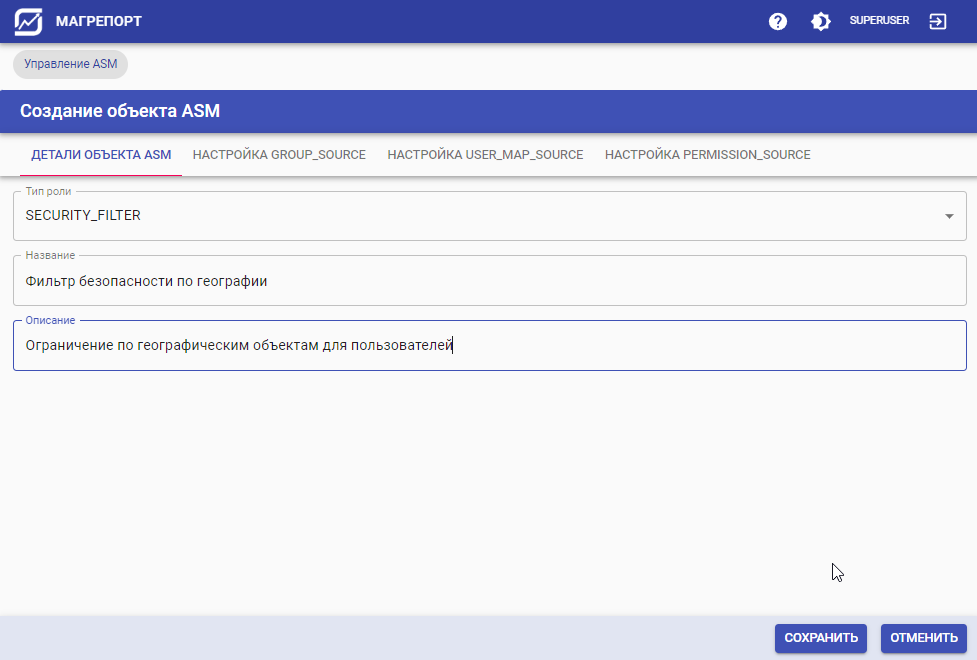 МАГРЕПОРТ
SUPERUSER
Управление ASM
Создание объекта ASM
ДЕТАЛИ ОБЪЕКТА ASM НАСТРОЙКА GROUP_SOURCE НАСТРОЙКА USER_MAP_SOURCE НАСТРОЙКА PERMISSION_SOURCE
Тип роли
SECURITY_FILTER
Название
Фильтр безопасности по географии
Описание
Ограничение по географическим объектам для пользователей
СОХРАНИТЬ ОТМЕНИТЬ